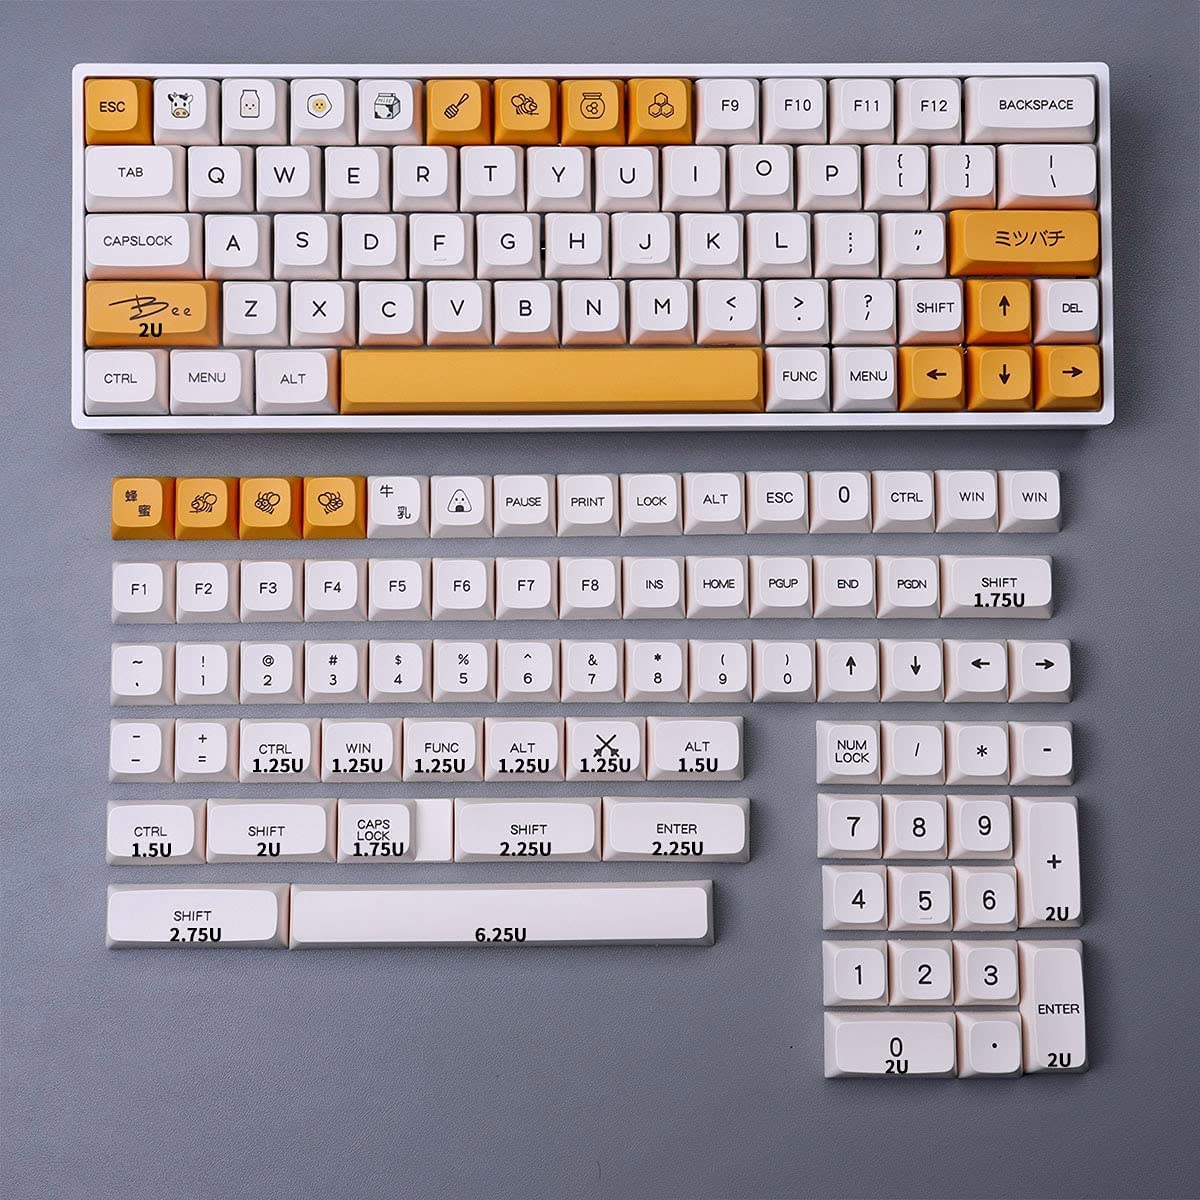 ESC F9 F10 F11 F12 BACKSPACE
TAB Q W E R T Y U I O P { } |
[ ] \
CAPSLOCK A S D F G H J K L : " ミツバチ
; ,
Bee Z X C V B N M < > ? SHIFT ↑ DEL
2U , . /
CTRL MENU ALT FUNC MENU ← ↓ →
蜂蜜 牛乳 PAUSE PRINT LOCK ALT ESC 0 CTRL WIN WIN
F1 F2 F3 F4 F5 F6 F7 F8 INS HOME PGUP END PGDN SHIFT
1.75U
~ ! @ # $ % ^ & * ( ) ↑ ↓ ← →
、 1 2 3 4 5 6 7 8 9 0
- + CTRL WIN FUNC ALT ALT
_ = 1.25U 1.25U 1.25U 1.25U 1.25U 1.5U
CTRL SHIFT CAPS LOCK SHIFT ENTER
1.5U 2U 1.75U 2.25U 2.25U
SHIFT
2.75U 6.25U
NUM LOCK / * -
7 8 9 +
4 5 6 2U
1 2 3 ENTER
0 . 2U
2U